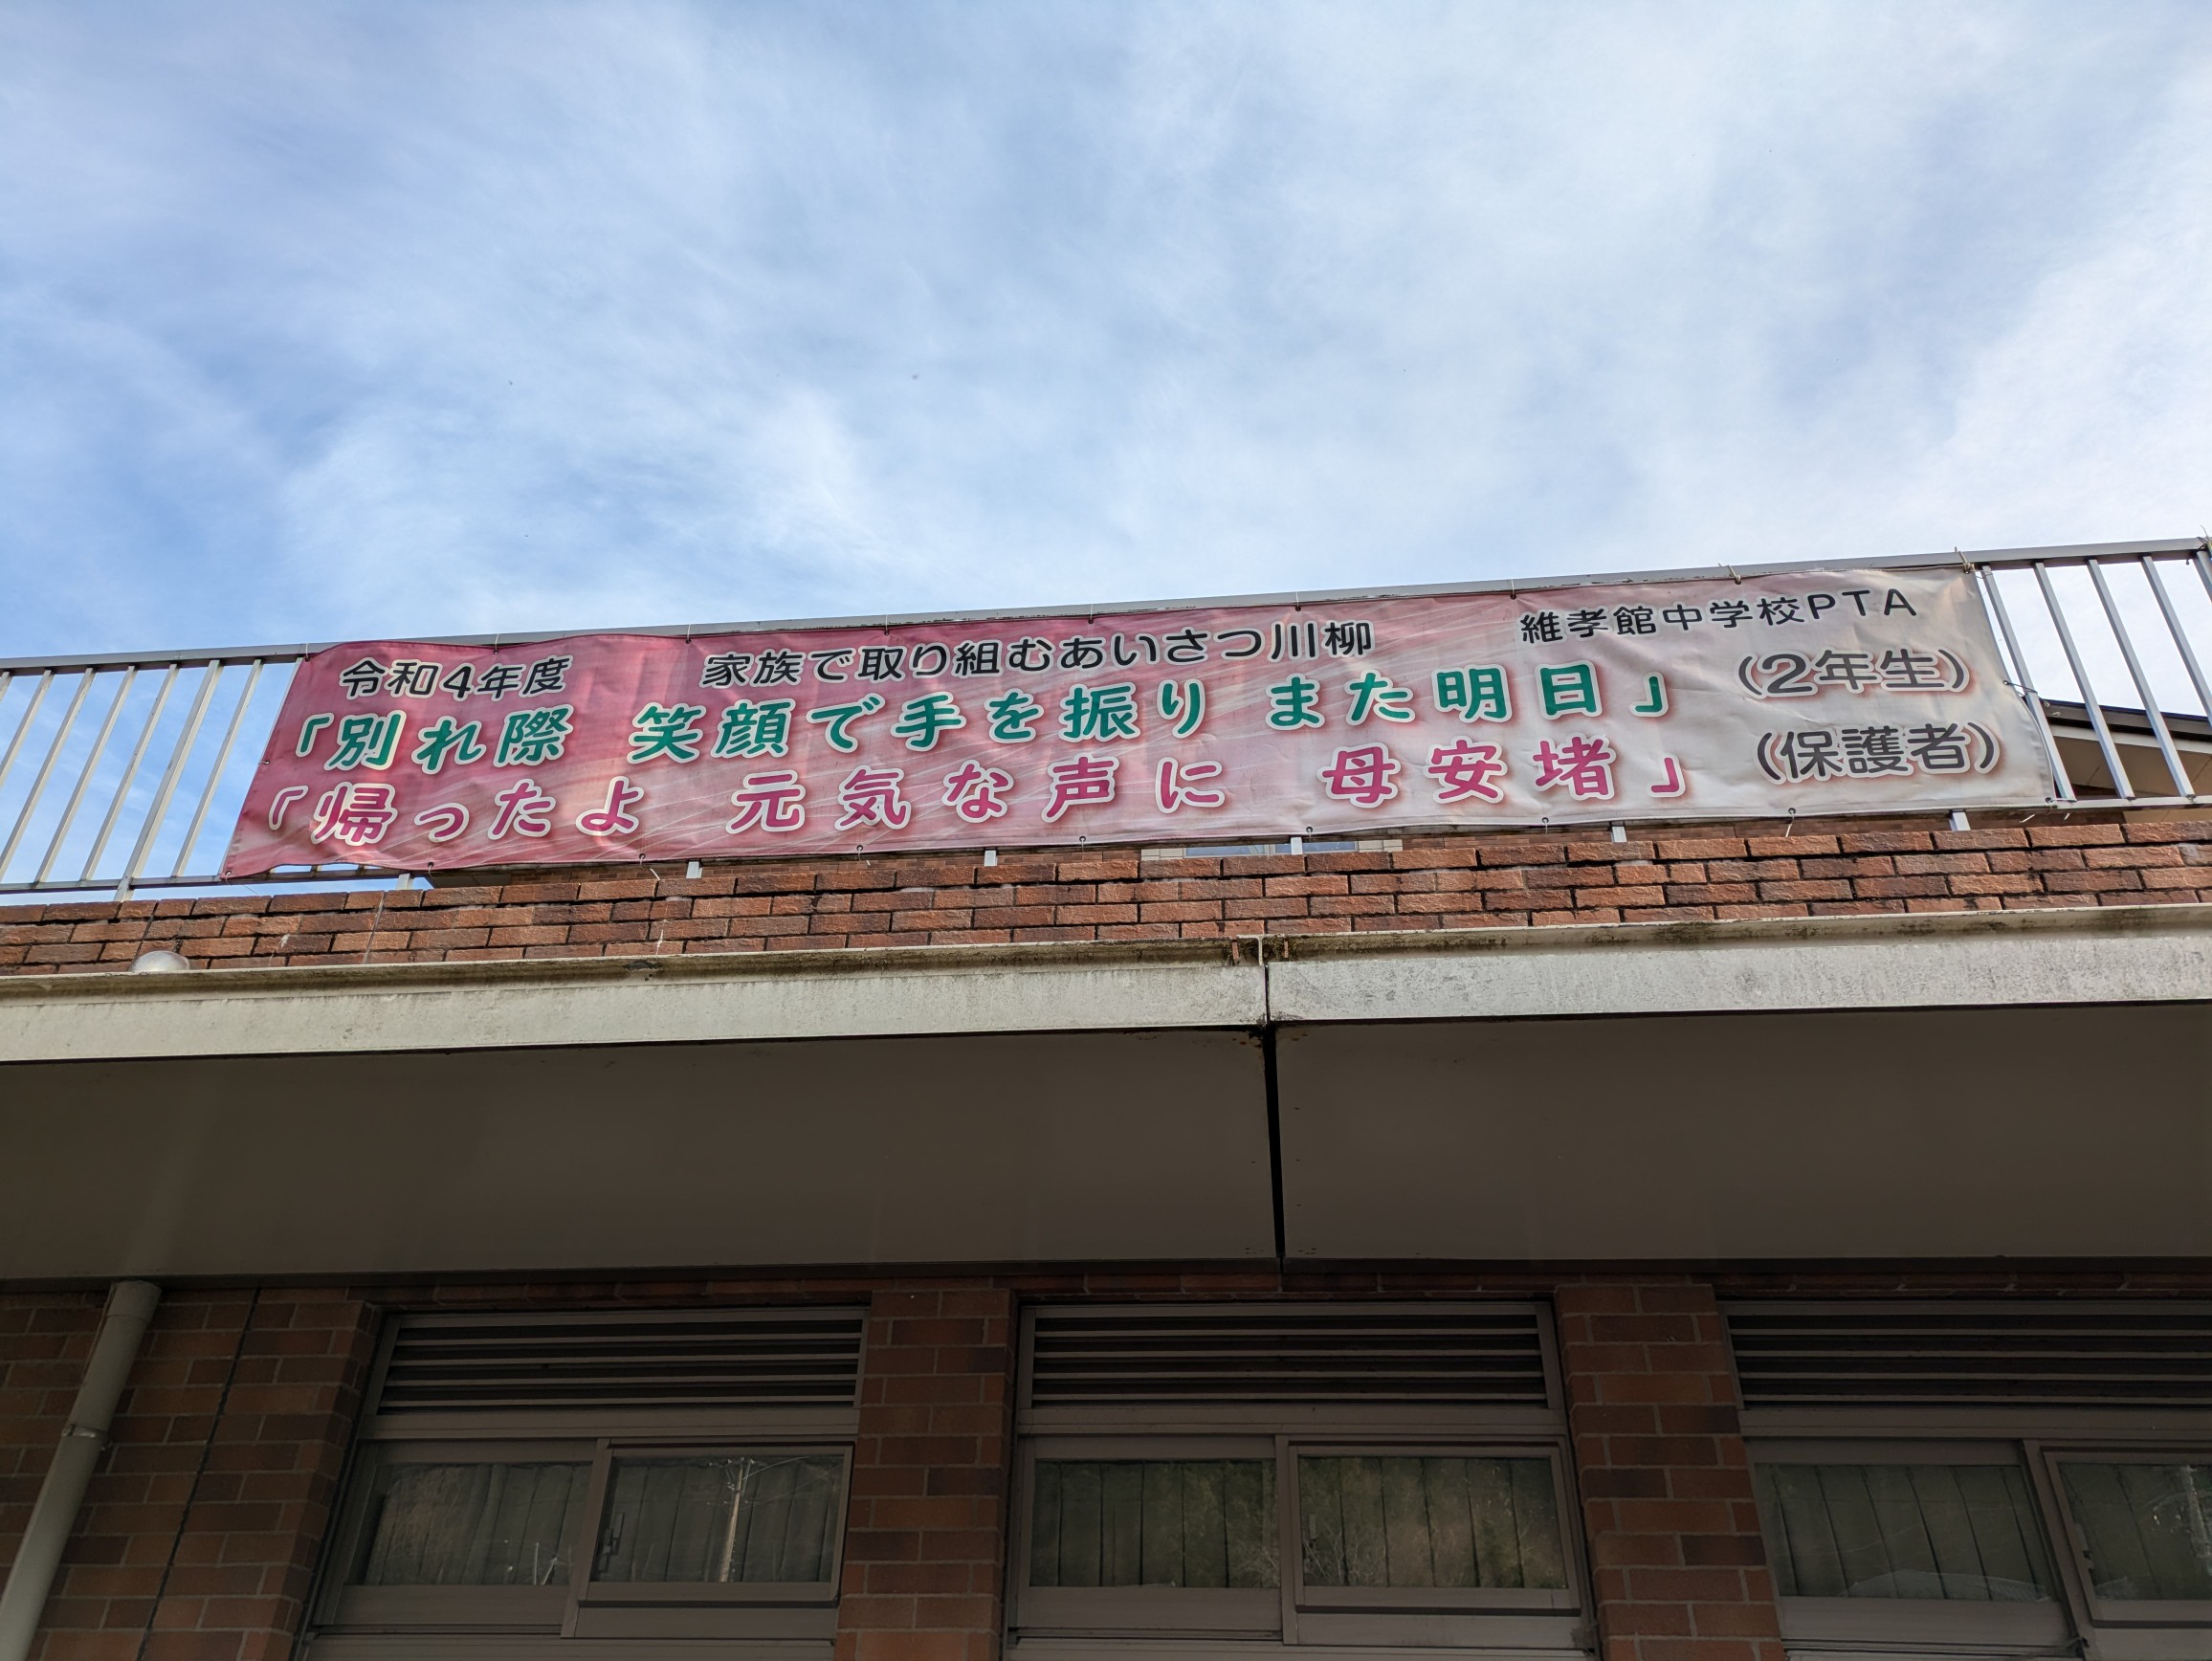 令和4年度 家族で取り組むあいさつ川柳 維孝館中学校PTA
「別れ際 笑顔で手を振り また明日」 (2年生)
「帰ったよ 元気な声に 母安堵」 (保護者)